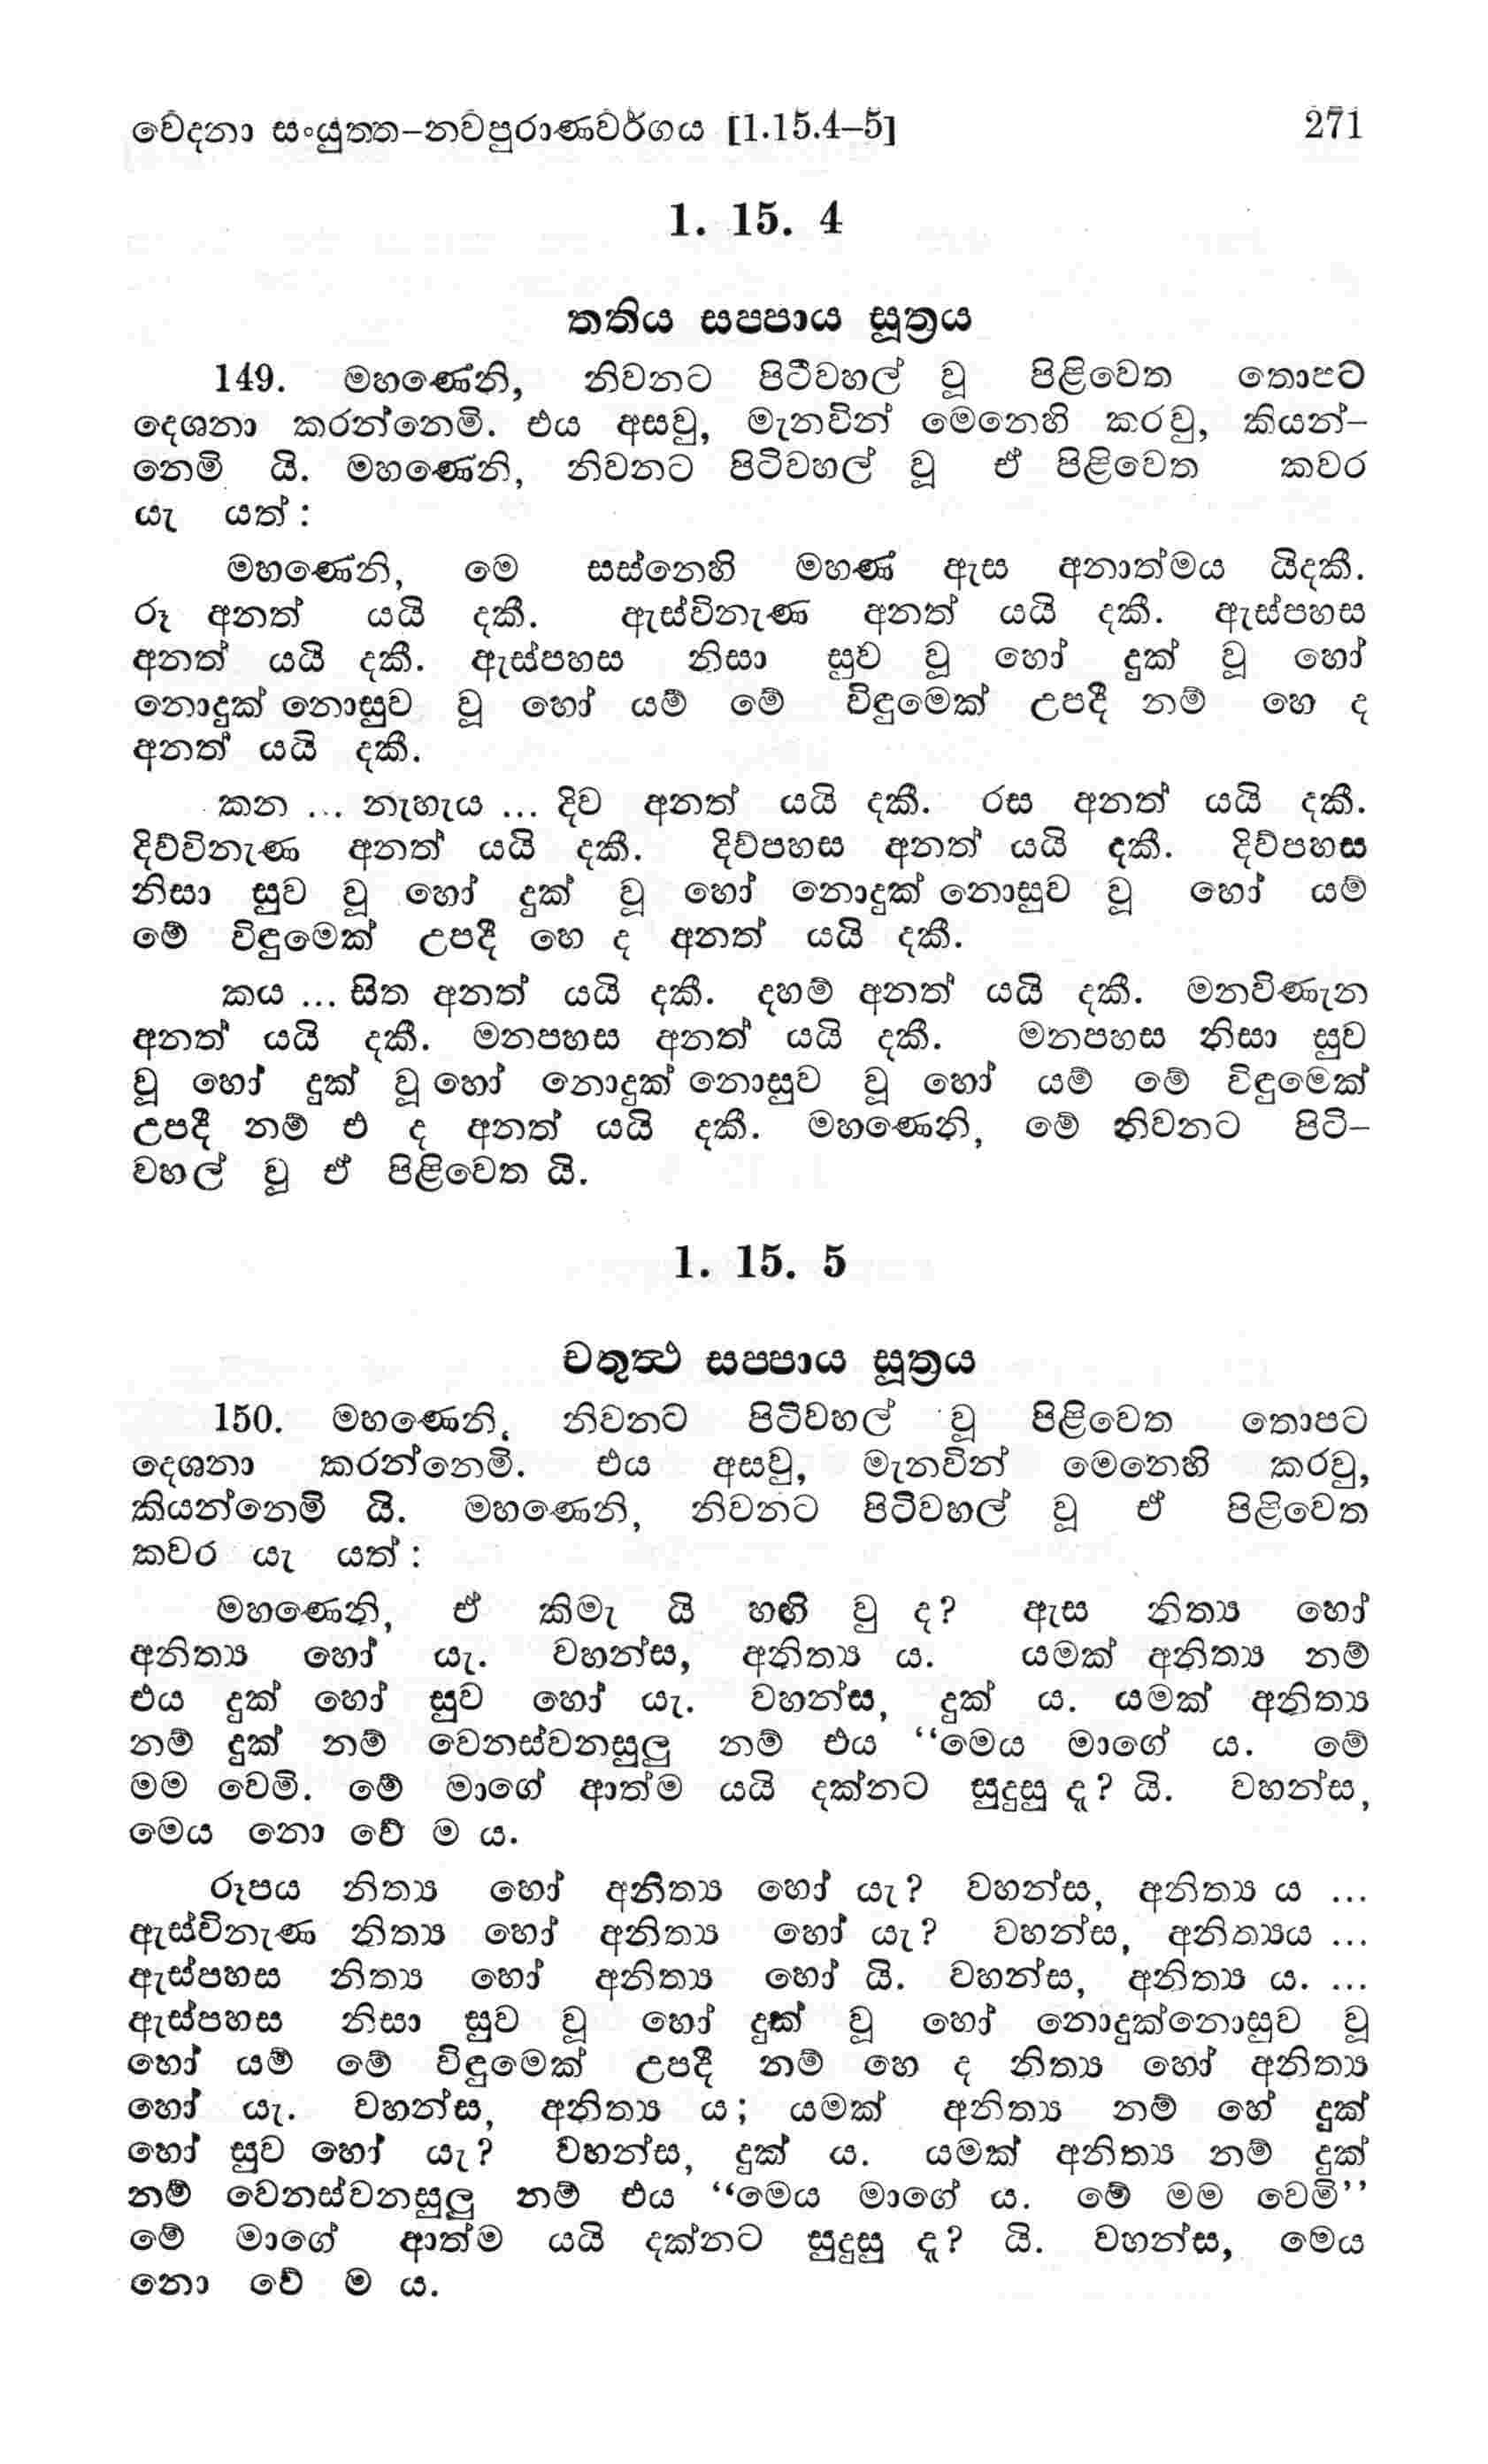 වේදනා සංයුත්ත–නවපුරාණවර්ගය [1.15.4–5] 271
1. 15. 4
තතිය සප්පාය සූත්‍රය
149. මහණේනි, නිවනට පිටිවහල් වූ පිළිවෙත තොපට
දෙශනා කරන්නෙමි. එය අසවු, මැනවින් මෙනෙහි කරවු, කියන්–
නෙමි යි. මහණෙනි, නිවනට පිටිවහල් වූ ඒ පිළිවෙත කවර
යැ යත් :
මහණෙනි, මෙ සස්නෙහි මහණ් ඇස අනාත්මය යිදකී.
රූ අනත් යයි දකී. ඇස්විනැණ අනත් යයි දකී. ඇස්පහස
අනත් යයි දකී. ඇස්පහස නිසා සුව වූ හෝ දුක් වූ හෝ
නොදුක් නොසුව වූ හෝ යම් මේ විඳුමෙක් උපදී නම් හෙ ද
අනත් යයි දකී.
කන ... නැහැය ... දිව අනත් යයි දකී. රස අනත් යයි දකී.
දිව්විනැණ අනත් යයි දකී. දිව්පහස අනත් යයි දකී. දිව්පහස
නිසා සුව වූ හෝ දුක් වූ හෝ නොදුක් නොසුව වූ හෝ යම්
මේ විඳුමෙක් උපදී හෙ ද අනත් යයි දකී.
කය ... සිත අනත් යයි දකී. දහම් අනත් යයි දකී. මනවිණැන
අනත් යයි දකී. මනපහස අනත් යයි දකී. මනපහස නිසා සුව
වූ හෝ දුක් වූ හෝ නොදුක් නොසුව වූ හෝ යම් මේ විඳුමෙක්
උපදී නම් එ ද අනත් යයි දකී. මහණෙනි, මේ නිවනට පිටි–
වහල් වූ ඒ පිළිවෙත යි.
1. 15. 5
චතුත්ථ සප්පාය සූත්‍රය
150. මහණෙනි, නිවනට පිටිවහල් වූ පිළිවෙත තොපට
දෙශනා කරන්නෙමි. එය අසවු, මැනවින් මෙනෙහි කරවු,
කියන්නෙමි යි. මහණෙනි, නිවනට පිටිවහල් වූ ඒ පිළිවෙත
කවර යැ යත් :
මහණෙනි, ඒ කිමැ යි හඟි වු ද? ඇස නිත්‍ය හෝ
අනිත්‍ය හෝ යැ. වහන්ස, අනිත්‍ය ය. යමක් අනිත්‍ය නම්
එය දුක් හෝ සුව හෝ යැ. වහන්ස, දුක් ය. යමක් අනිත්‍ය
නම් දුක් නම් වෙනස්වනසුලු නම් එය “මෙය මාගේ ය. මේ
මම වෙමි. මේ මාගේ ආත්ම යයි දක්නට සුදුසු දැ? යි. වහන්ස,
මෙය නො වේ ම ය.
රූපය නිත්‍ය හෝ අනිත්‍ය හෝ යැ? වහන්ස, අනිත්‍ය ය ...
ඇස්විනැණ නිත්‍ය හෝ අනිත්‍ය හෝ යැ? වහන්ස, අනිත්‍යය ...
ඇස්පහස නිත්‍ය හෝ අනිත්‍ය හෝ යි. වහන්ස, අනිත්‍ය ය. ...
ඇස්පහස නිසා සුව වූ හෝ දුක් වූ හෝ නොදුක්නොසුව වූ
හෝ යම් මේ විඳුමෙක් උපදී නම් හෙ ද නිත්‍ය හෝ අනිත්‍ය
හෝ යැ. වහන්ස, අනිත්‍ය ය; යමක් අනිත්‍ය නම් හේ දුක්
හෝ සුව හෝ යැ? වහන්ස, දුක් ය. යමක් අනිත්‍ය නම් දුක්
නම් වෙනස්වනසුලු නම් එය “මෙය මාගේ ය. මේ මම වෙමි”
මේ මාගේ ආත්ම යයි දක්නට සුදුසු දැ? යි. වහන්ස, මෙය
නො වේ ම ය.